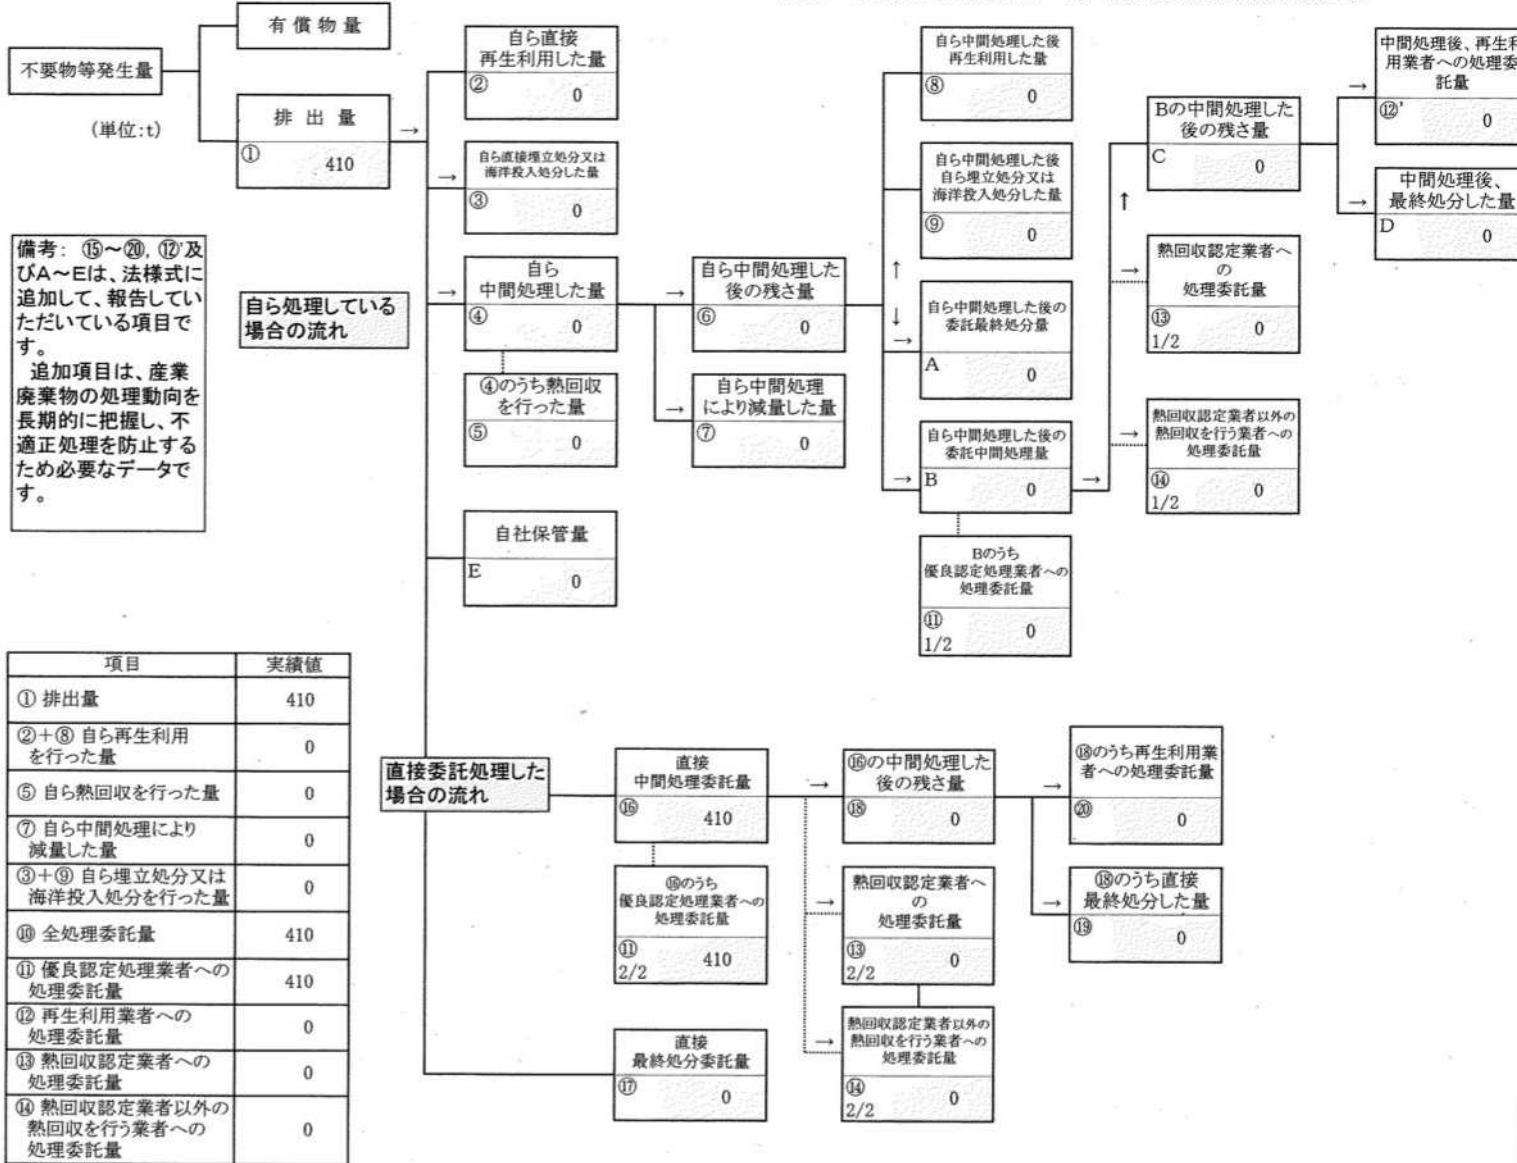 不要物等発生量
(単位:t)
有償物量
排出量
①
410
備考: ⑮～⑳, ⑫'及
びA～Eは、法様式に
追加して、報告してい
ただいている項目で
す。
追加項目は、産業
廃棄物の処理動向を
長期的に把握し、不
適正処理を防止する
ため必要なデータで
す。
自ら処理している
場合の流れ
自ら直接
再生利用した量
②
0
自ら直接埋立処分又は
海洋投入処分した量
③
0
自ら
中間処理した量
④
0
④のうち熱回収
を行った量
⑤
0
自社保管量
E
0
自ら中間処理した
後の残さ量
⑥
0
自ら中間処理
により減量した量
⑦
0
自ら中間処理した後
再生利用した量
⑧
0
自ら中間処理した後
自ら埋立処分又は
海洋投入処分した量
⑨
0
自ら中間処理した後の
委託最終処分量
A
0
自ら中間処理した後の
委託中間処理量
B
0
Bのうち
優良認定処理業者への
処理委託量
⑪
1/2
0
Bの中間処理した
後の残さ量
C
0
熱回収認定業者へ
の
処理委託量
⑬
1/2
0
熱回収認定業者以外の
熱回収を行う業者への
処理委託量
⑭
1/2
0
中間処理後、再生利
用業者への処理委
託量
⑫'
0
中間処理後、
最終処分した量
D
0
項目 実績値
① 排出量 410
②+⑧ 自ら再生利用
を行った量 0
⑤ 自ら熱回収を行った量 0
⑦ 自ら中間処理により
減量した量 0
③+⑨ 自ら埋立処分又は
海洋投入処分を行った量 0
⑩ 全処理委託量 410
⑪ 優良認定処理業者への
処理委託量 410
⑫ 再生利用業者への
処理委託量 0
⑬ 熱回収認定業者への
処理委託量 0
⑭ 熱回収認定業者以外の
熱回収を行う業者への
処理委託量 0
直接委託処理した
場合の流れ
直接
中間処理委託量
⑯
410
⑯のうち
優良認定処理業者への
処理委託量
⑪
2/2
410
直接
最終処分委託量
⑰
0
⑯の中間処理した
後の残さ量
⑱
0
熱回収認定業者へ
の
処理委託量
⑬
2/2
0
熱回収認定業者以外の
熱回収を行う業者への
処理委託量
⑭
2/2
0
⑱のうち再生利用業
者への処理委託量
⑳
0
⑱のうち直接
最終処分した量
⑲
0